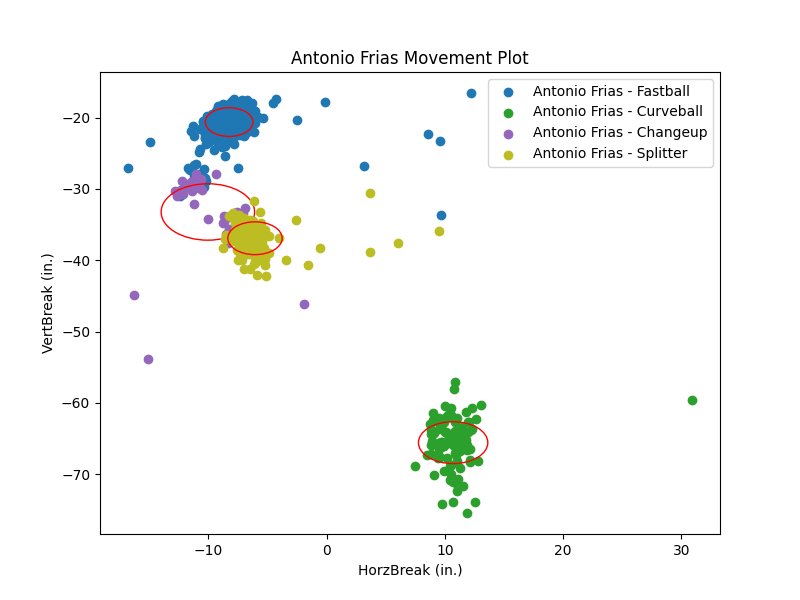 Antonio Frias Movement Plot
Antonio Frias - Fastball
Antonio Frias - Curveball
Antonio Frias - Changeup
Antonio Frias - Splitter
VertBreak (in.)
−20
−30
−40
−50
−60
−70
−10
0
10
20
30
HorzBreak (in.)